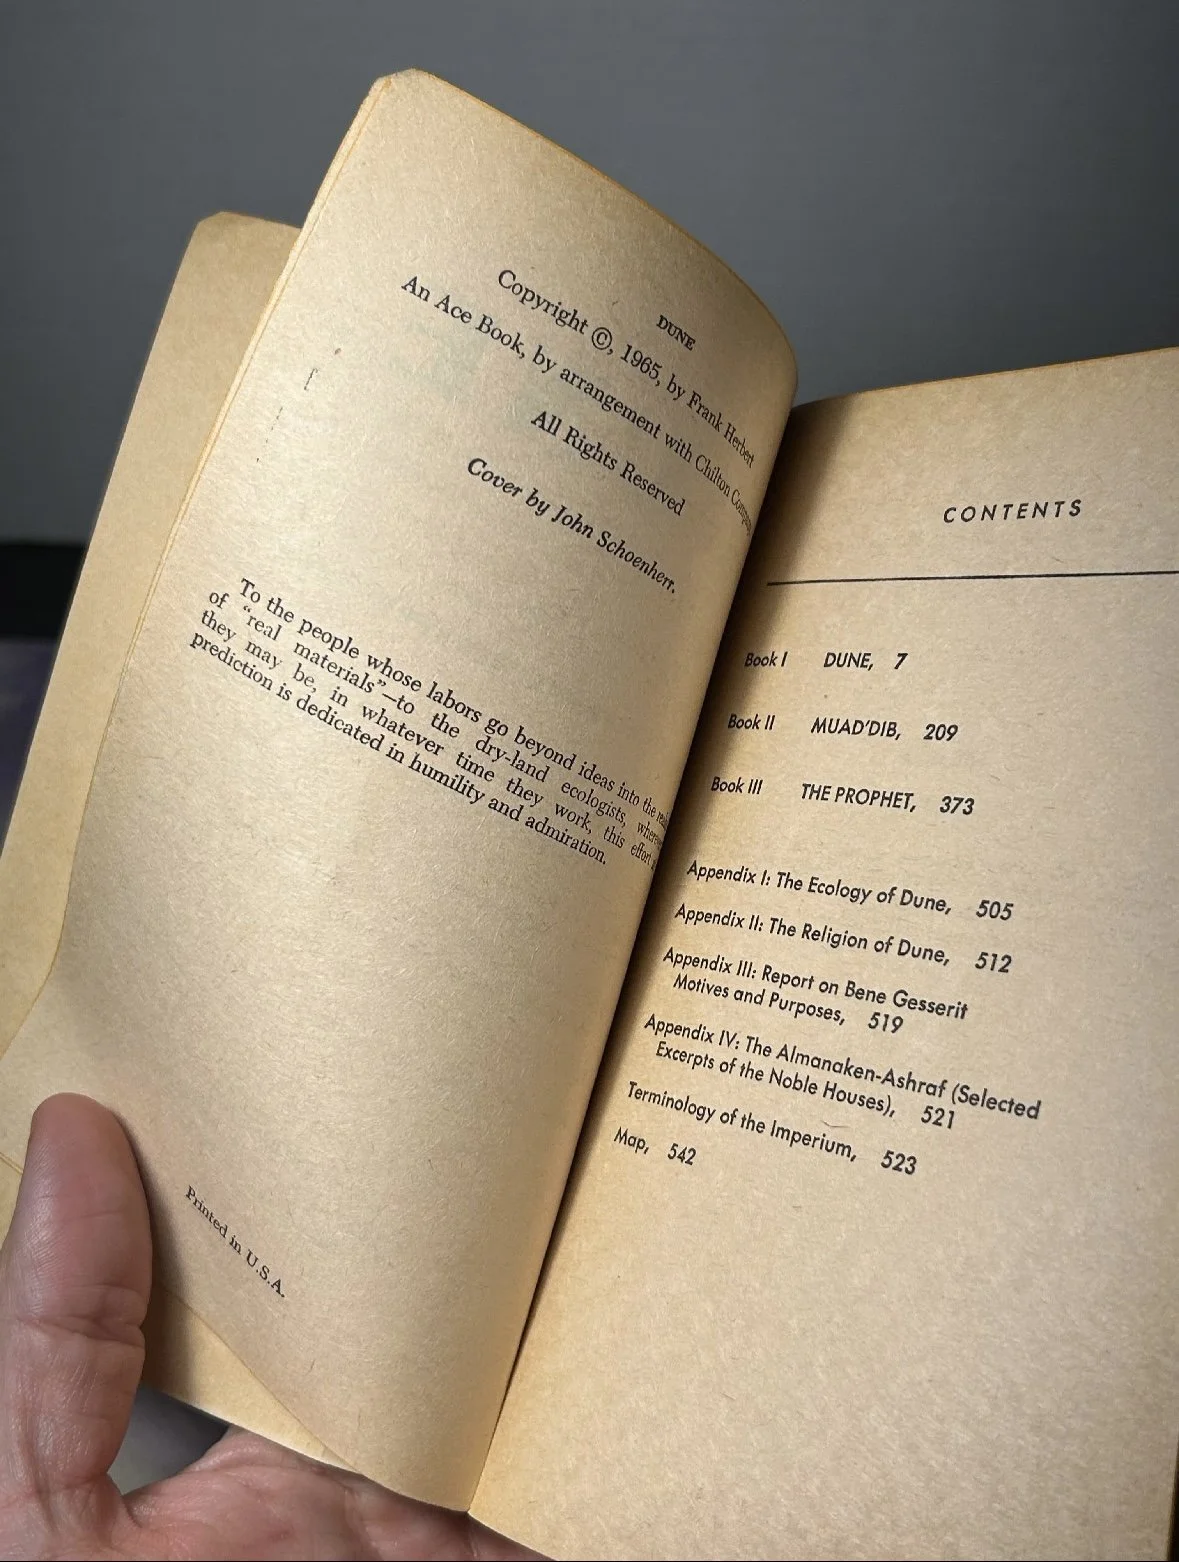 DUNE
Copyright ©, 1965, by Frank Herbert
An Ace Book, by arrangement with Chilton
All Rights Reserved
Cover by John Schoenherr.
To the people whose labors go beyond ideas into the
of “real materials”—to the dry-land ecologists,
they may be, in whatever time they work, this effort
prediction is dedicated in humility and admiration.
Printed in U.S.A.
CONTENTS
Book I DUNE, 7
Book II MUAD'DIB, 209
Book III THE PROPHET, 373
Appendix I: The Ecology of Dune, 505
Appendix II: The Religion of Dune, 512
Appendix III: Report on Bene Gesserit
Motives and Purposes, 519
Appendix IV: The Almanaken-Ashraf (Selected
Excerpts of the Noble Houses), 521
Terminology of the Imperium, 523
Map, 542